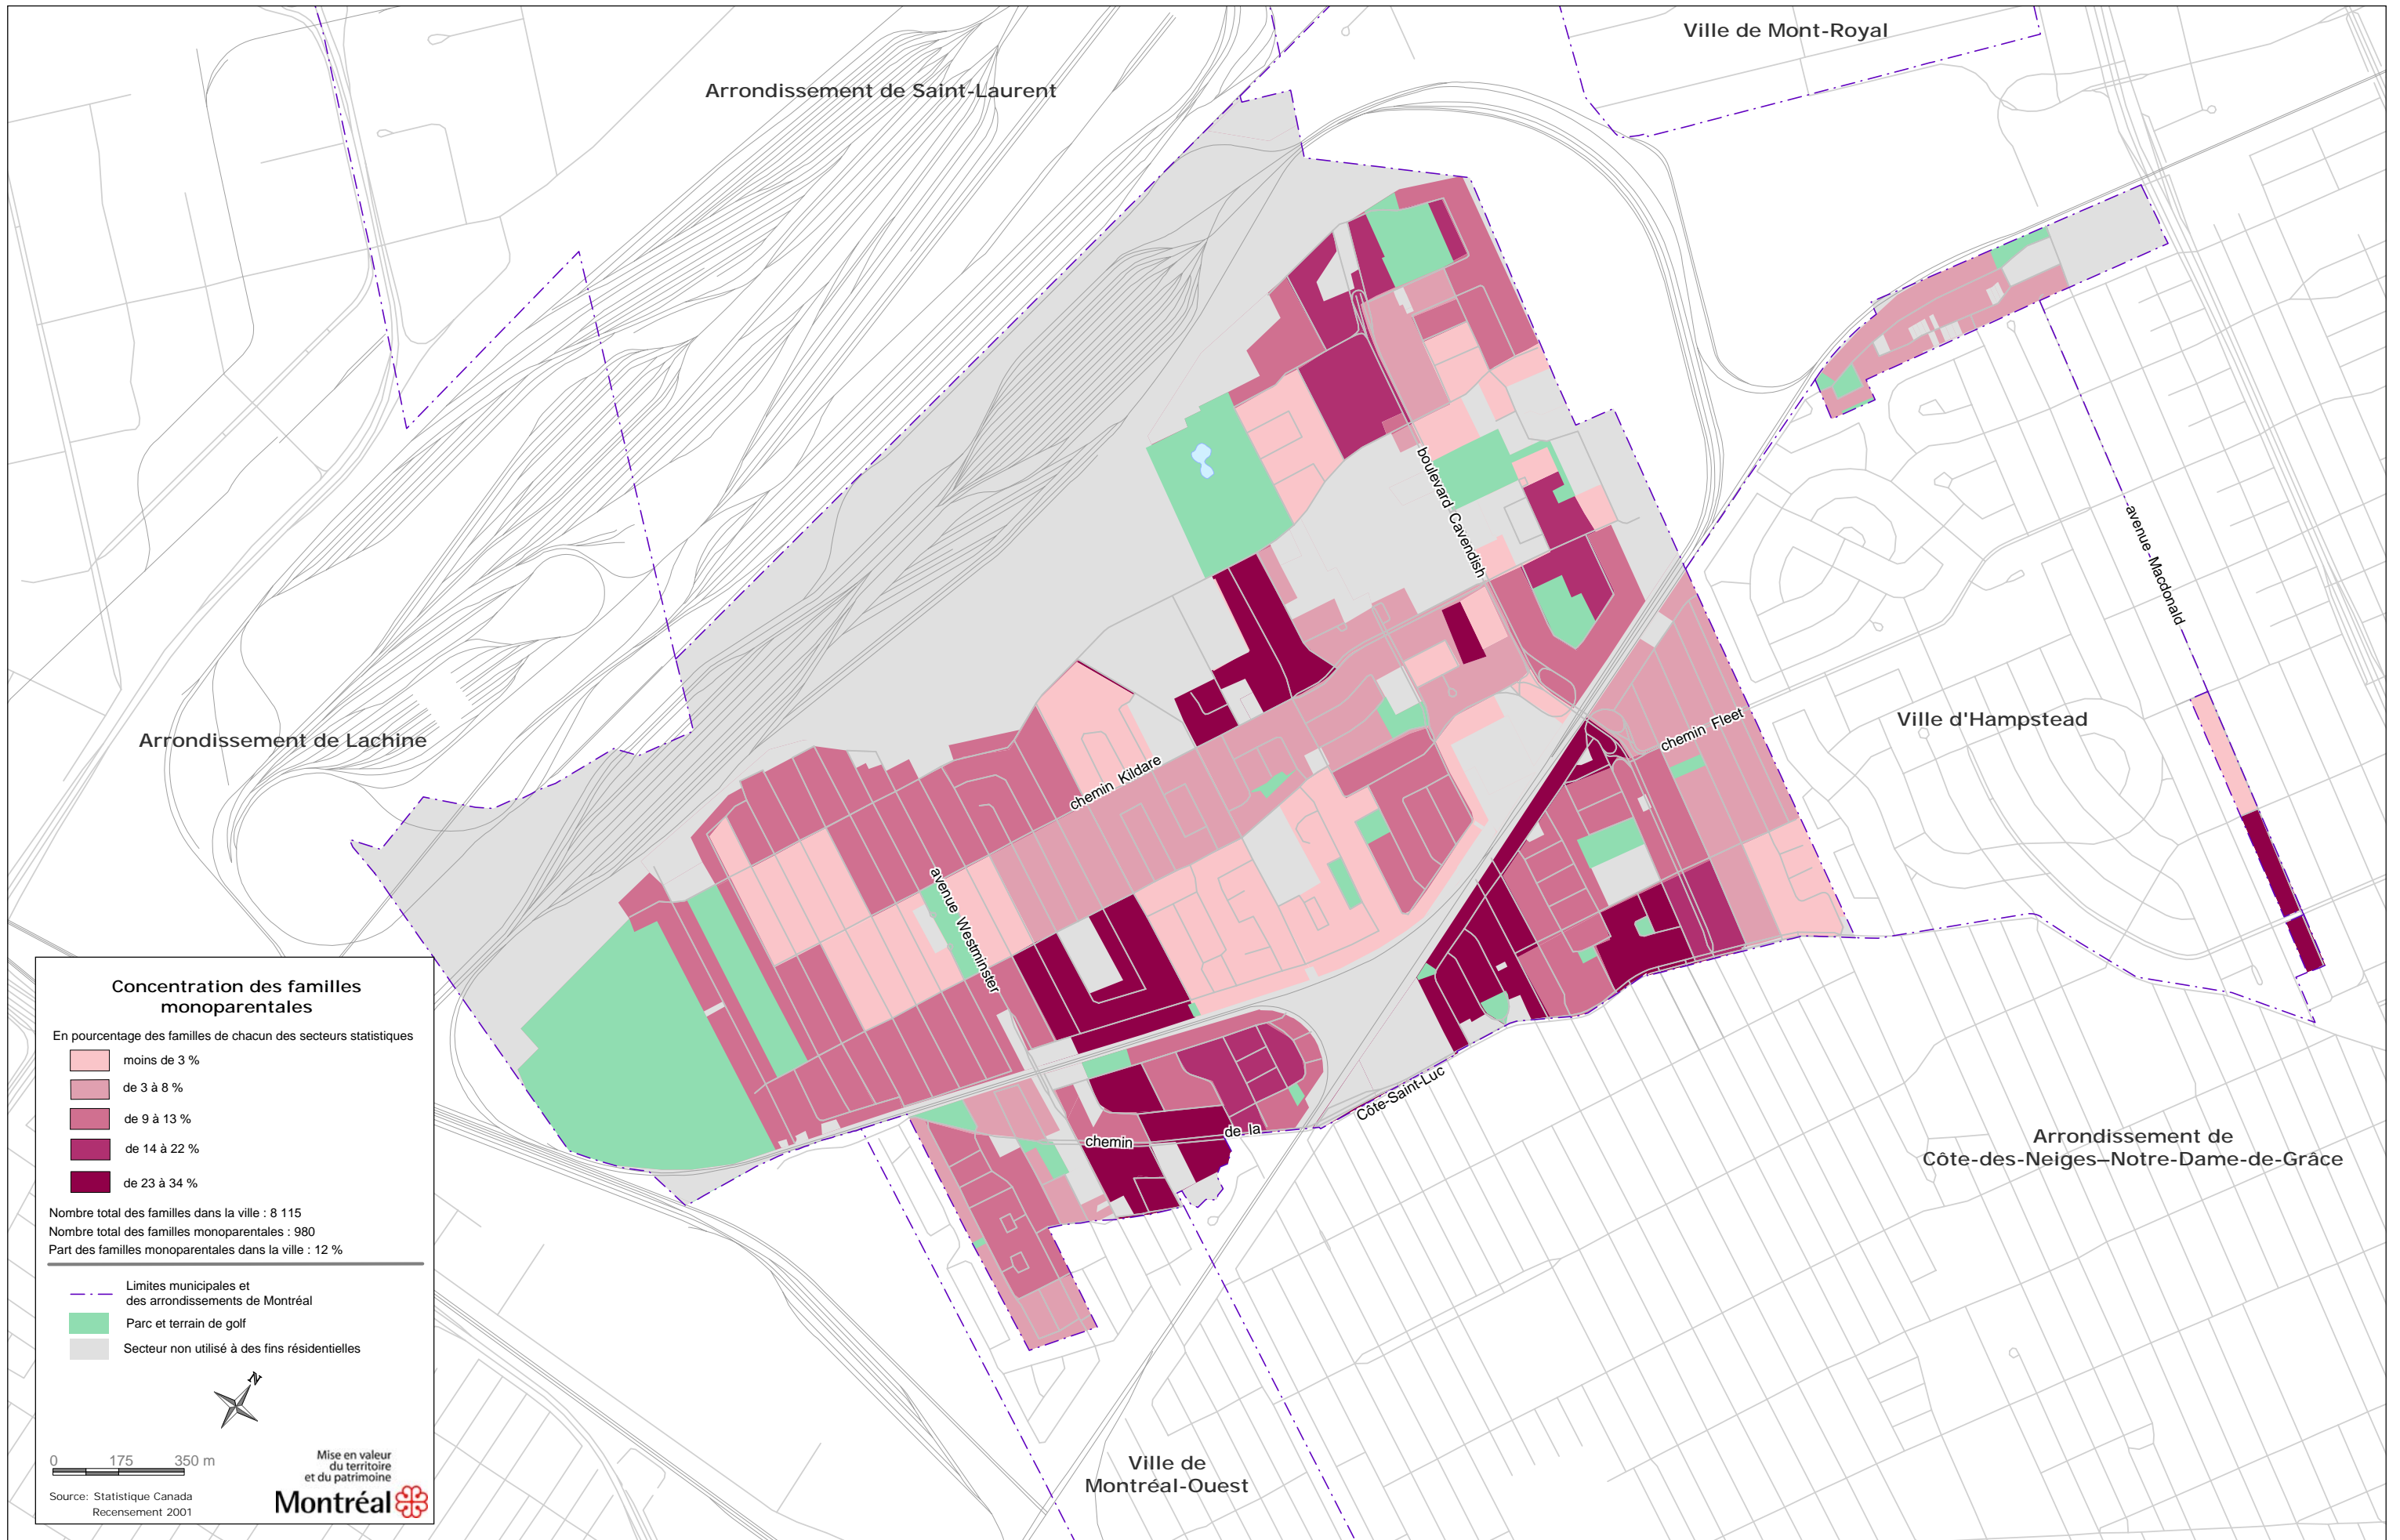 Ville de Mont-Royal
Arrondissement de Saint-Laurent
boulevard Cavendish
avenue Macdonald
Ville d'Hampstead
chemin Fleet
Arrondissement de Lachine
chemin Kildare
avenue Westminster
chemin de la Côte-Saint-Luc
Arrondissement de
Côte-des-Neiges–Notre-Dame-de-Grâce
Ville de
Montréal-Ouest
Concentration des familles
monoparentales
En pourcentage des familles de chacun des secteurs statistiques
moins de 3 %
de 3 à 8 %
de 9 à 13 %
de 14 à 22 %
de 23 à 34 %
Nombre total des familles dans la ville : 8 115
Nombre total des familles monoparentales : 980
Part des familles monoparentales dans la ville : 12 %
Limites municipales et
des arrondissements de Montréal
Parc et terrain de golf
Secteur non utilisé à des fins résidentielles
N
0 175 350 m
Source: Statistique Canada
Recensement 2001
Mise en valeur
du territoire
et du patrimoine
Montréal